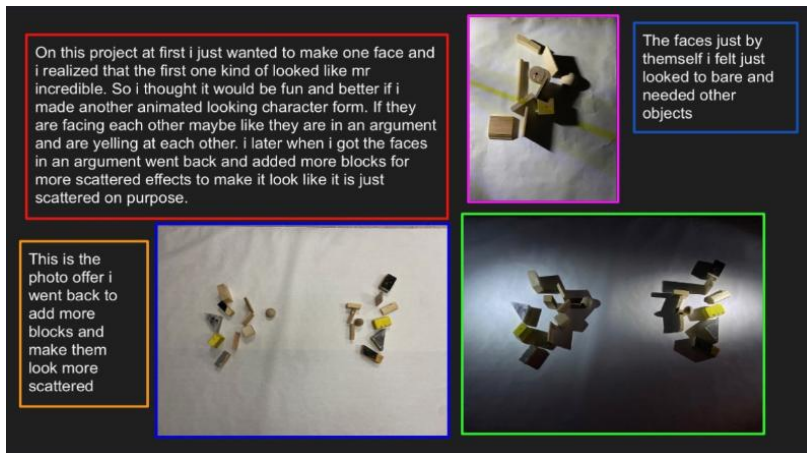 On this project at first i just wanted to make one face and
i realized that the first one kind of looked like mr
incredible. So i thought it would be fun and better if i
made another animated looking character form. If they
are facing each other maybe like they are in an argument
and are yelling at each other. i later when i got the faces
in an argument went back and added more blocks for
more scattered effects to make it look like it is just
scattered on purpose.
The faces just by
themself i felt just
looked to bare and
needed other
objects
This is the
photo offer i
went back to
add more
blocks and
make them
look more
scattered